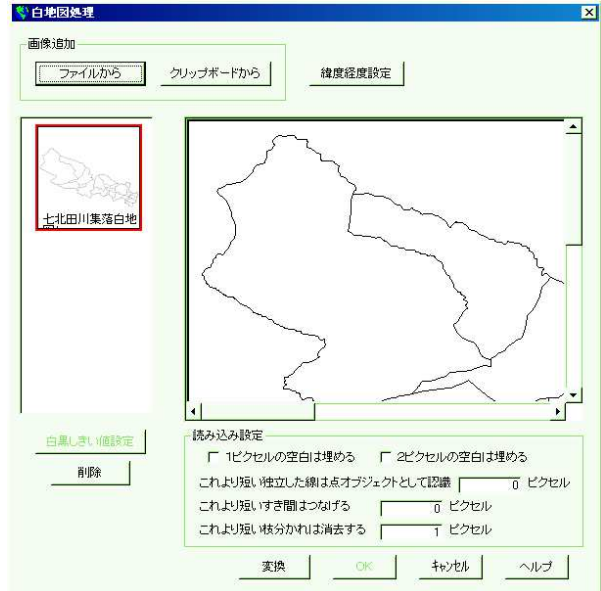 白地図処理
画像追加
ファイルから クリップボードから 緯度経度設定
七北田川集落白地
白黒しきい値設定
削除
読み込み設定
1ピクセルの空白は埋める 2ピクセルの空白は埋める
これより短い独立した線は点オブジェクトとして認識 0 ピクセル
これより短いすき間はつなげる 0 ピクセル
これより短い枝分かれは消去する 1 ピクセル
変換 OK キャンセル ヘルプ